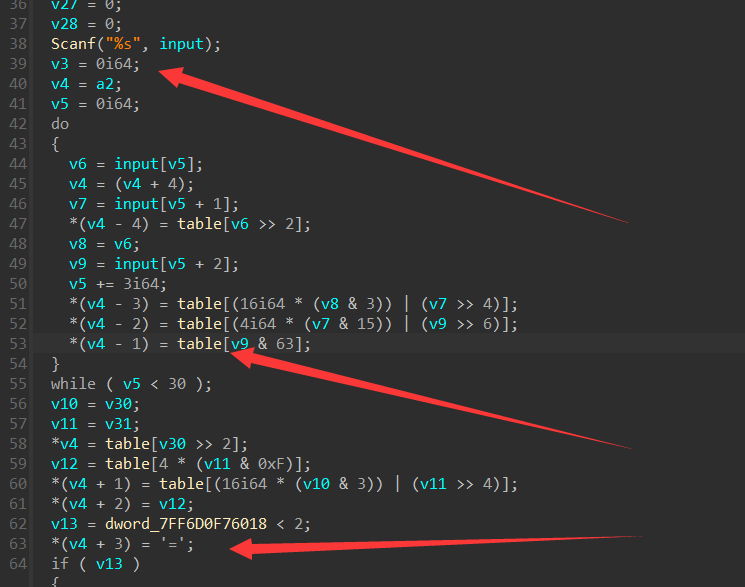 36 v27 = 0;
37 v28 = 0;
38 Scanf("%s", input);
39 v3 = 0i64;
40 v4 = a2;
41 v5 = 0i64;
42 do
43 {
44 v6 = input[v5];
45 v4 = (v4 + 4);
46 v7 = input[v5 + 1];
47 *(v4 - 4) = table[v6 >> 2];
48 v8 = v6;
49 v9 = input[v5 + 2];
50 v5 += 3i64;
51 *(v4 - 3) = table[(16i64 * (v8 & 3)) | (v7 >> 4)];
52 *(v4 - 2) = table[(4i64 * (v7 & 15)) | (v9 >> 6)];
53 *(v4 - 1) = table[v9 & 63];
54 }
55 while ( v5 < 30 );
56 v10 = v30;
57 v11 = v31;
58 *v4 = table[v30 >> 2];
59 v12 = table[4 * (v11 & 0xF)];
60 *(v4 + 1) = table[(16i64 * (v10 & 3)) | (v11 >> 4)];
61 *(v4 + 2) = v12;
62 v13 = dword_7FF6D0F76018 < 2;
63 *(v4 + 3) = '=';
64 if ( v13 )
{